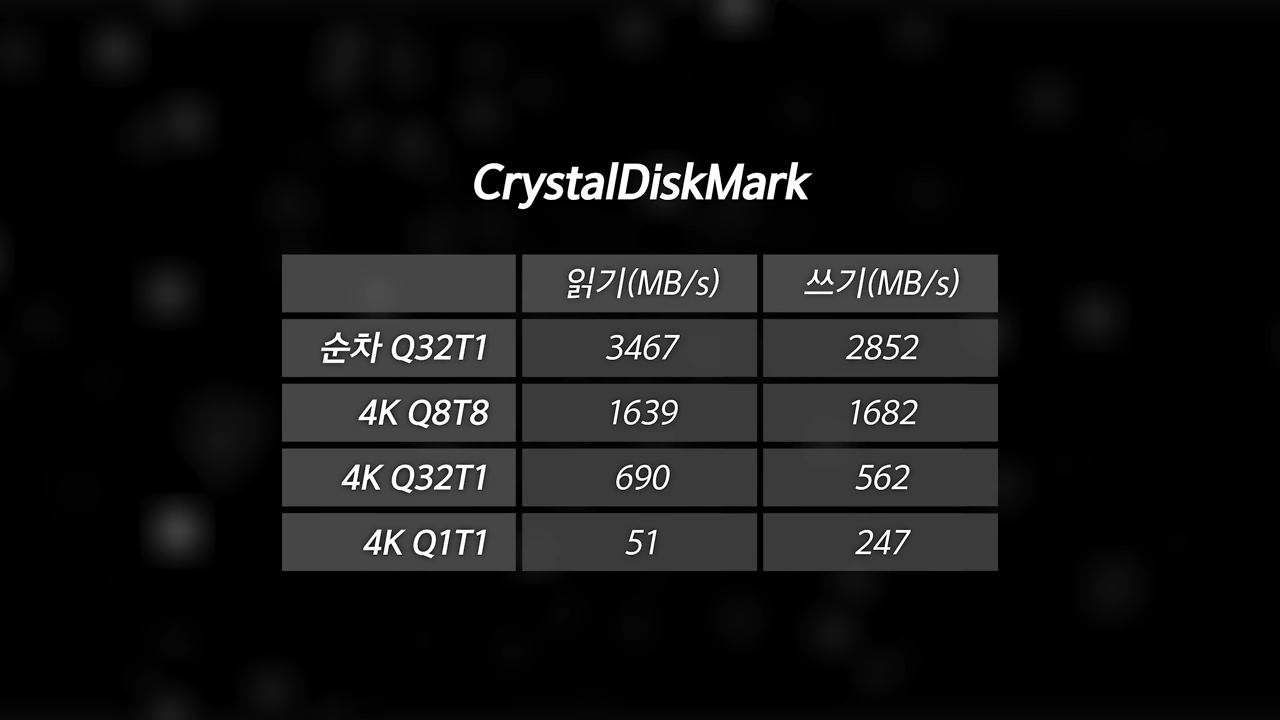 CrystalDiskMark
읽기(MB/s) 쓰기(MB/s)
순차 Q32T1 3467 2852
4K Q8T8 1639 1682
4K Q32T1 690 562
4K Q1T1 51 247